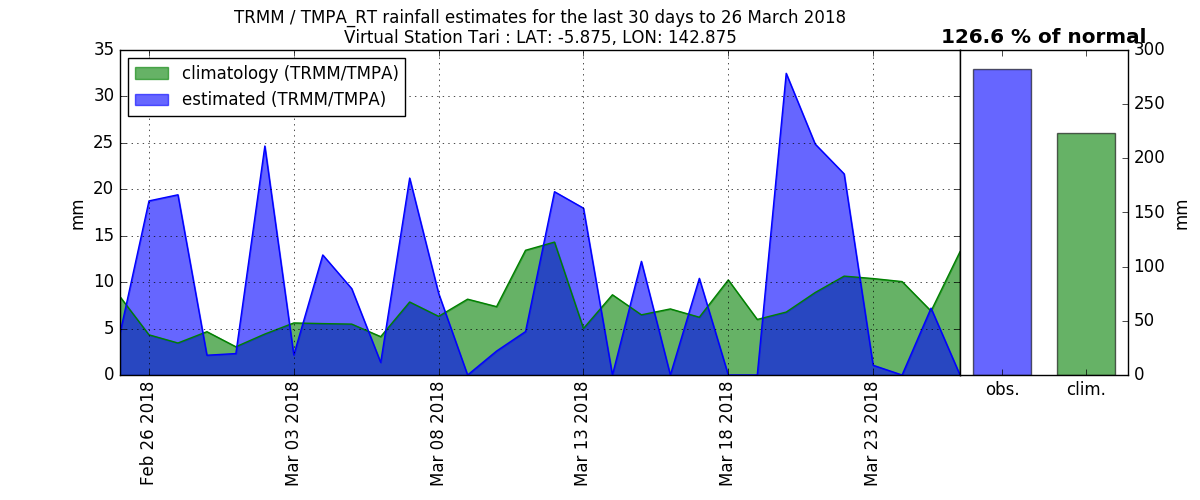 TRMM / TMPA_RT rainfall estimates for the last 30 days to 26 March 2018
Virtual Station Tari : LAT: -5.875, LON: 142.875
126.6 % of normal
climatology (TRMM/TMPA)
estimated (TRMM/TMPA)
35
30
25
20
15
10
5
0
mm
Feb 26 2018
Mar 03 2018
Mar 08 2018
Mar 13 2018
Mar 18 2018
Mar 23 2018
300
250
200
150
100
50
0
mm
obs.
clim.